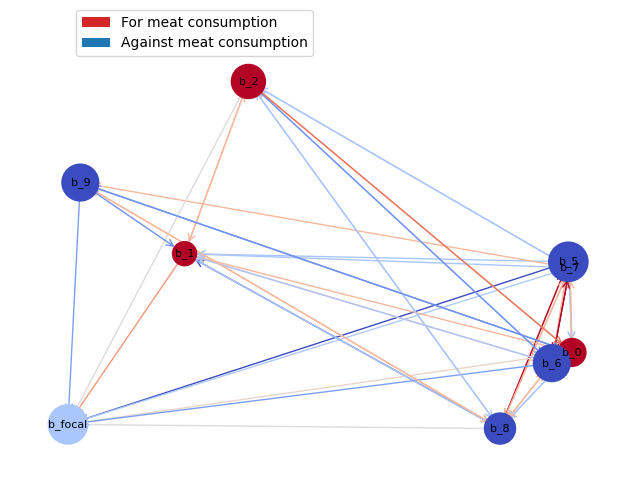 For meat consumption
Against meat consumption
b_2
b_9
b_1
b_5
b_7
b_0
b_6
b_focal
b_8